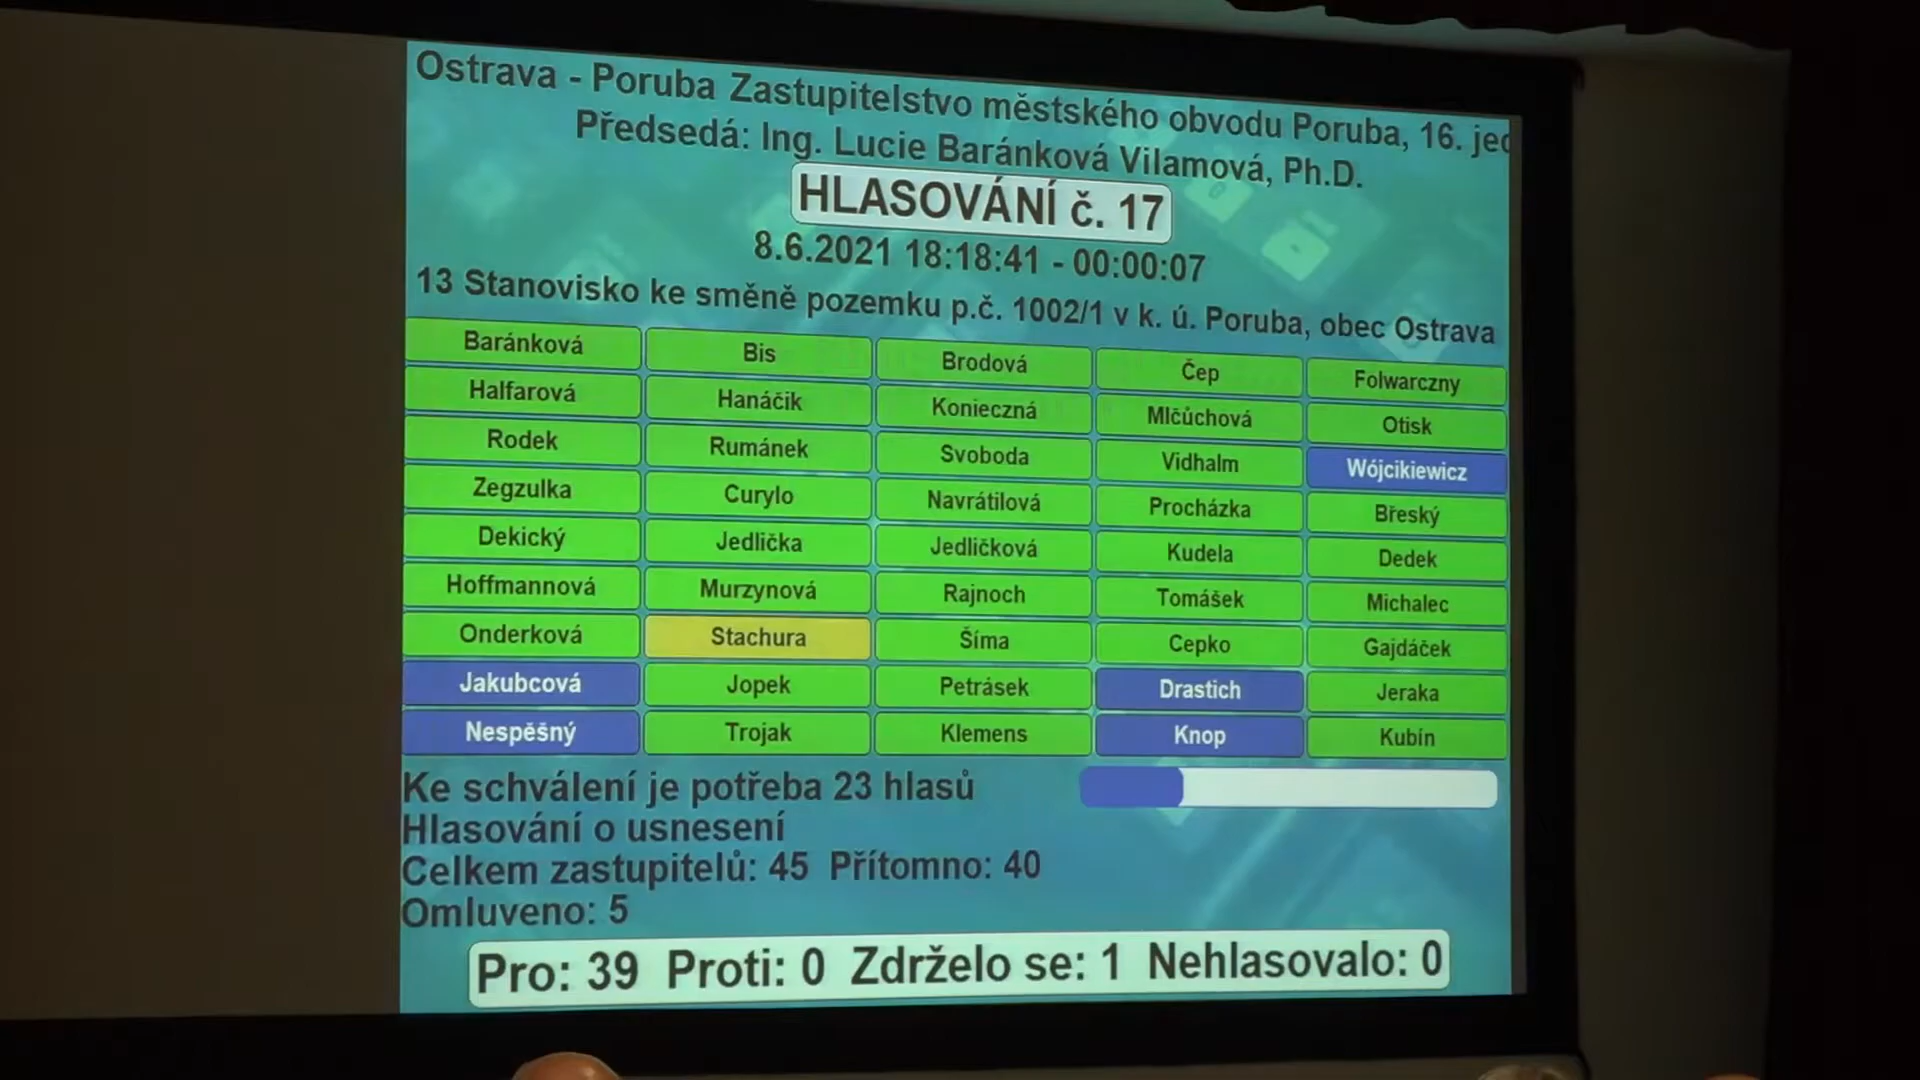 Ostrava - Poruba Zastupitelstvo městského obvodu Poruba, 16. jed
Předsedá: Ing. Lucie Baránková Vilamová, Ph.D.
HLASOVÁNÍ č. 17
8.6.2021 18:18:41 - 00:00:07
13 Stanovisko ke směně pozemku p.č. 1002/1 v k. ú. Poruba, obec Ostrava
Baránková Bis Brodová Čep Folwarczny
Halfarová Hanáčik Konieczná Mlčůchová Otisk
Rodek Rumánek Svoboda Vidhalm Wójcikiewicz
Zegzulka Curylo Navrátilová Procházka Břeský
Dekický Jedlička Jedličková Kudela Dedek
Hoffmannová Murzynová Rajnoch Tomášek Michalec
Onderková Stachura Šíma Cepko Gajdáček
Jakubcová Jopek Petrásek Drastich Jeraka
Nespěšný Trojak Klemens Knop Kubín
Ke schválení je potřeba 23 hlasů
Hlasování o usnesení
Celkem zastupitelů: 45 Přítomno: 40
Omluveno: 5
Pro: 39 Proti: 0 Zdrželo se: 1 Nehlasovalo: 0